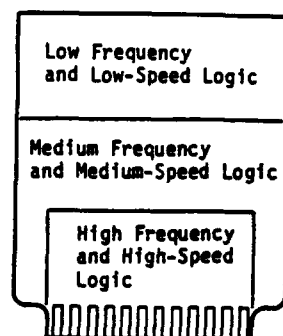 Low Frequency
and Low-Speed Logic
Medium Frequency
and Medium-Speed Logic
High Frequency
and High-Speed
Logic